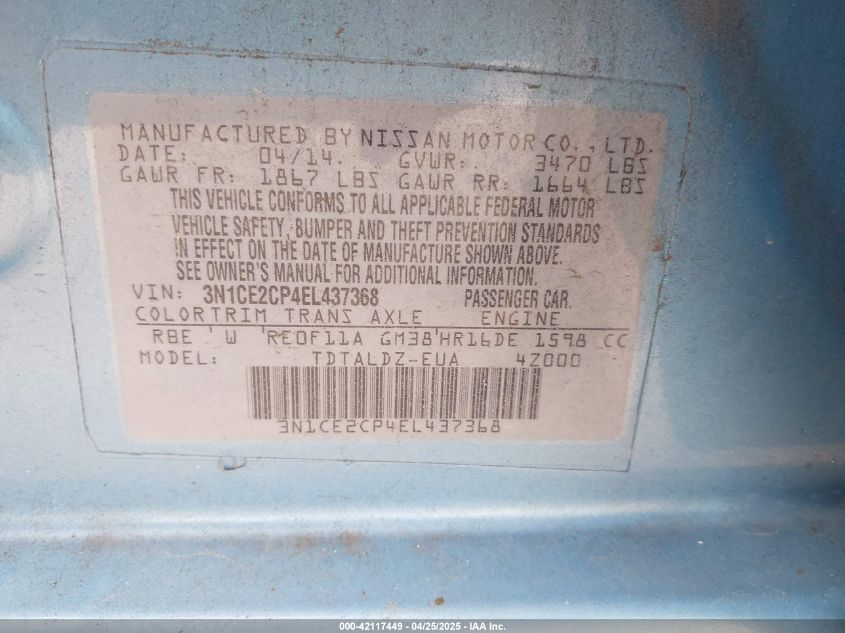 MANUFACTURED BY NISSAN MOTOR CO., LTD.
DATE: 04/14. GVWR: 3470 LBS
GAWR FR: 1867 LBS GAWR RR: 1664 LBS
THIS VEHICLE CONFORMS TO ALL APPLICABLE FEDERAL MOTOR
VEHICLE SAFETY, BUMPER AND THEFT PREVENTION STANDARDS
IN EFFECT ON THE DATE OF MANUFACTURE SHOWN ABOVE.
SEE OWNER'S MANUAL FOR ADDITIONAL INFORMATION.
VIN: 3N1CE2CP4EL437368 PASSENGER CAR.
COLORTRIM TRANS AXLE ENGINE
RBE ' W 'RE0F11A GM38'HR16DE 1598 CC
MODEL: TDTALDZ-EUA 4Z000
3N1CE2CP4EL437368
000-42117449 - 04/25/2025 - IAA Inc.